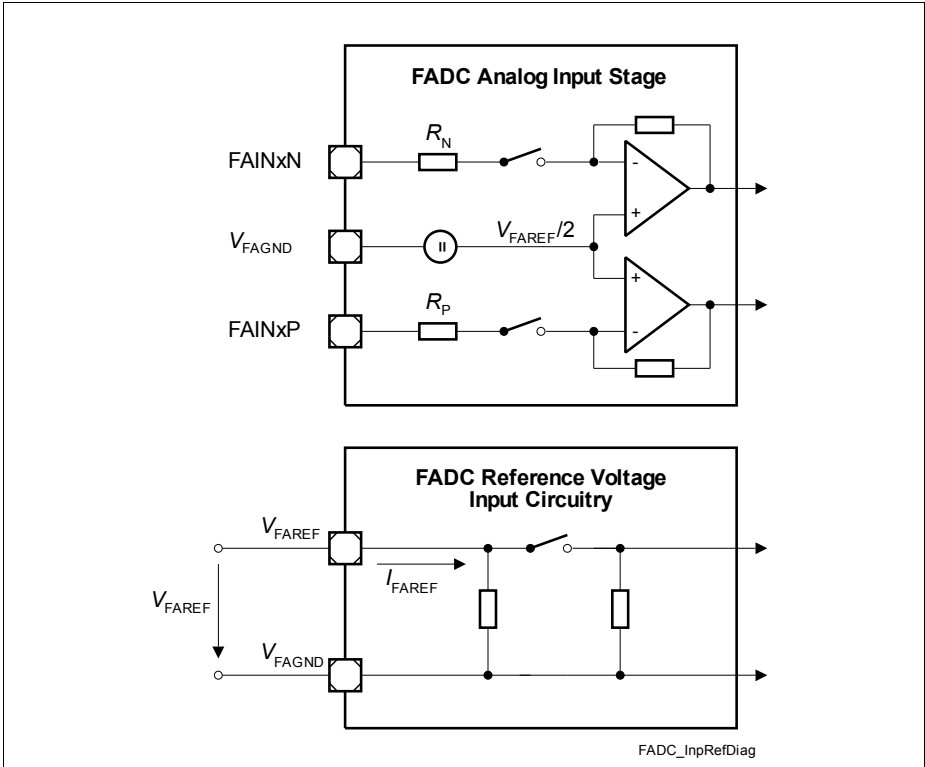 FADC Analog Input Stage
R_N
FAINxN
-
+
V_FAGND
=
V_FAREF/2
+
R_P
FAINxP
-
FADC Reference Voltage
Input Circuitry
V_FAREF
I_FAREF
V_FAREF
V_FAGND
FADC_InpRefDiag